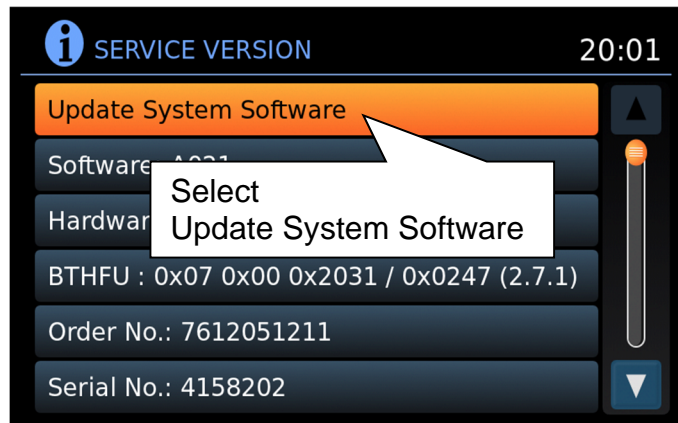 i SERVICE VERSION 20:01
Update System Software
Software
Select
Update System Software
BTHFU : 0x07 0x00 0x2031 / 0x0247 (2.7.1)
Order No.: 7612051211
Serial No.: 4158202